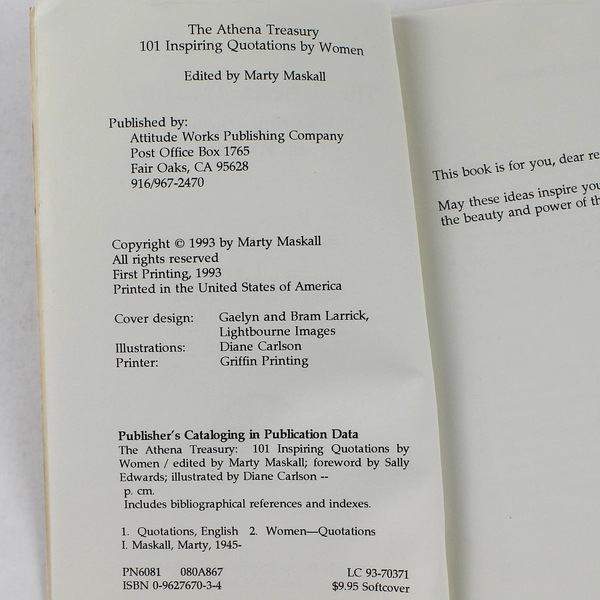 The Athena Treasury
101 Inspiring Quotations by Women
Edited by Marty Maskall
Published by:
Attitude Works Publishing Company
Post Office Box 1765
Fair Oaks, CA 95628
916/967-2470
Copyright © 1993 by Marty Maskall
All rights reserved
First Printing, 1993
Printed in the United States of America
Cover design: Gaelyn and Bram Larrick,
Lightbourne Images
Illustrations: Diane Carlson
Printer: Griffin Printing
Publisher's Cataloging in Publication Data
The Athena Treasury: 101 Inspiring Quotations by
Women / edited by Marty Maskall; foreword by Sally
Edwards; illustrated by Diane Carlson --
p. cm.
Includes bibliographical references and indexes.
1. Quotations, English 2. Women—Quotations
I. Maskall, Marty, 1945-
PN6081 080A867 LC 93-70371
ISBN 0-9627670-3-4 $9.95 Softcover
This book is for you, dear re
May these ideas inspire you
the beauty and power of th